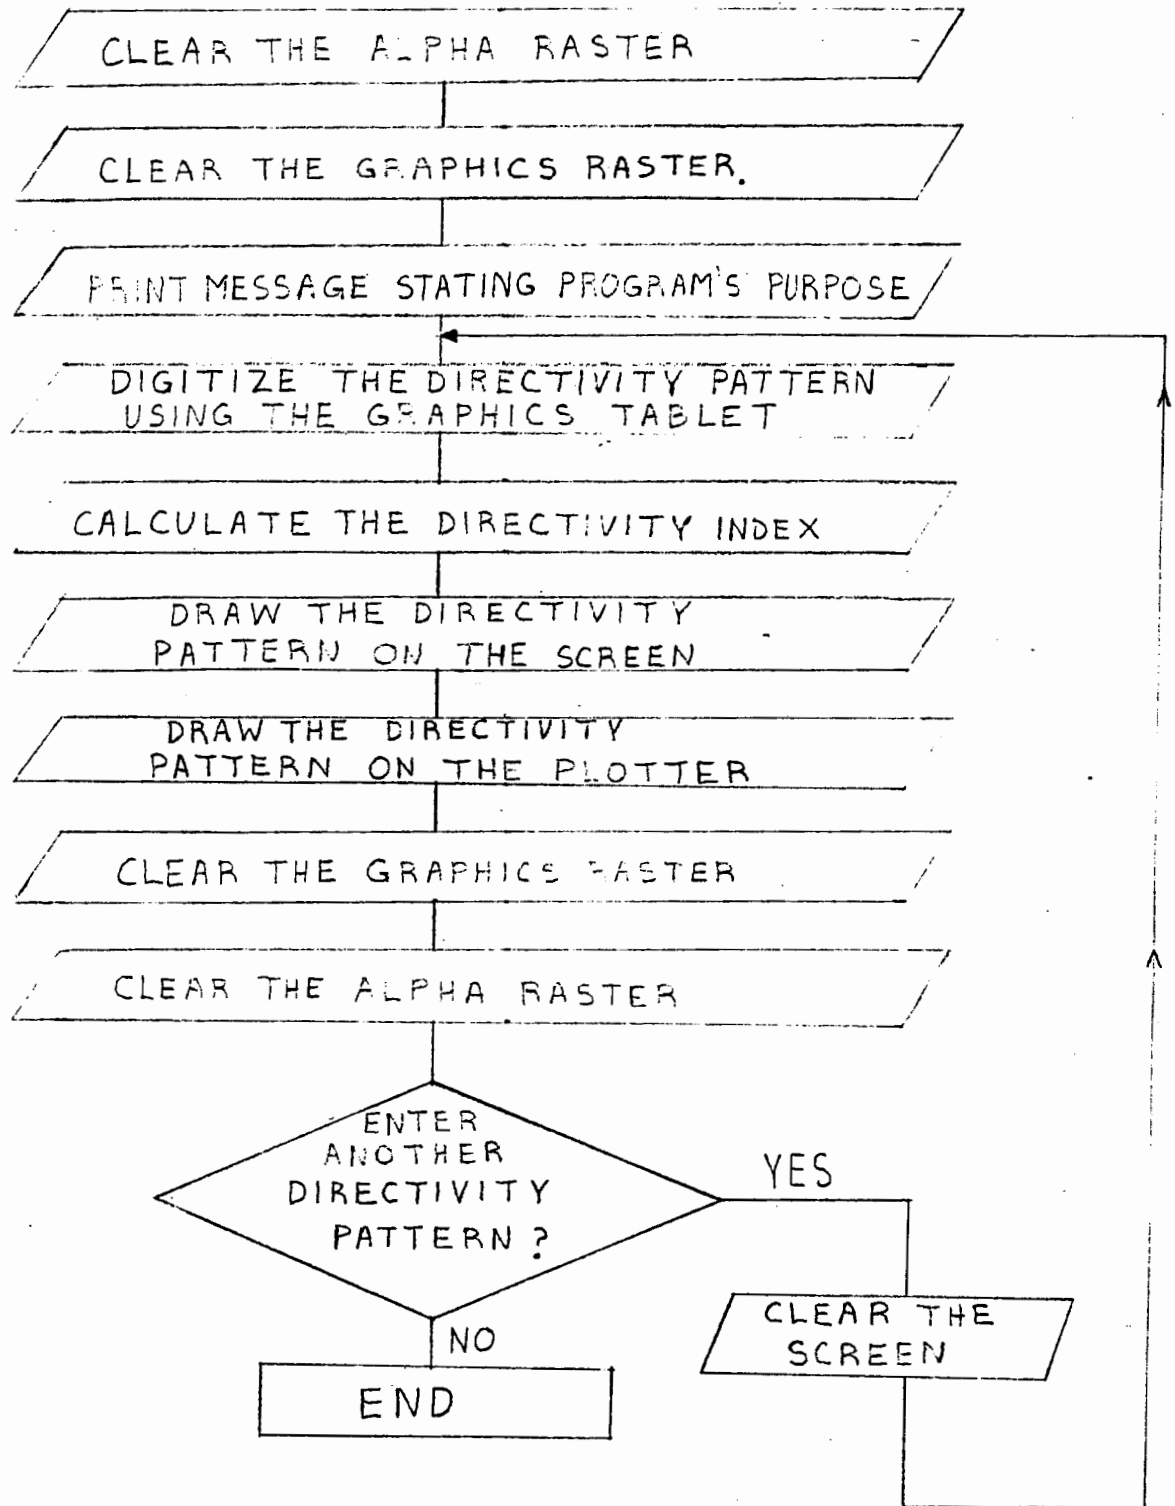 CLEAR THE ALPHA RASTER
CLEAR THE GRAPHICS RASTER.
PRINT MESSAGE STATING PROGRAM'S PURPOSE
DIGITIZE THE DIRECTIVITY PATTERN
USING THE GRAPHICS TABLET
CALCULATE THE DIRECTIVITY INDEX
DRAW THE DIRECTIVITY
PATTERN ON THE SCREEN
DRAW THE DIRECTIVITY
PATTERN ON THE PLOTTER
CLEAR THE GRAPHICS RASTER
CLEAR THE ALPHA RASTER
ENTER
ANOTHER
DIRECTIVITY
PATTERN ?
YES
CLEAR THE
SCREEN
NO
END